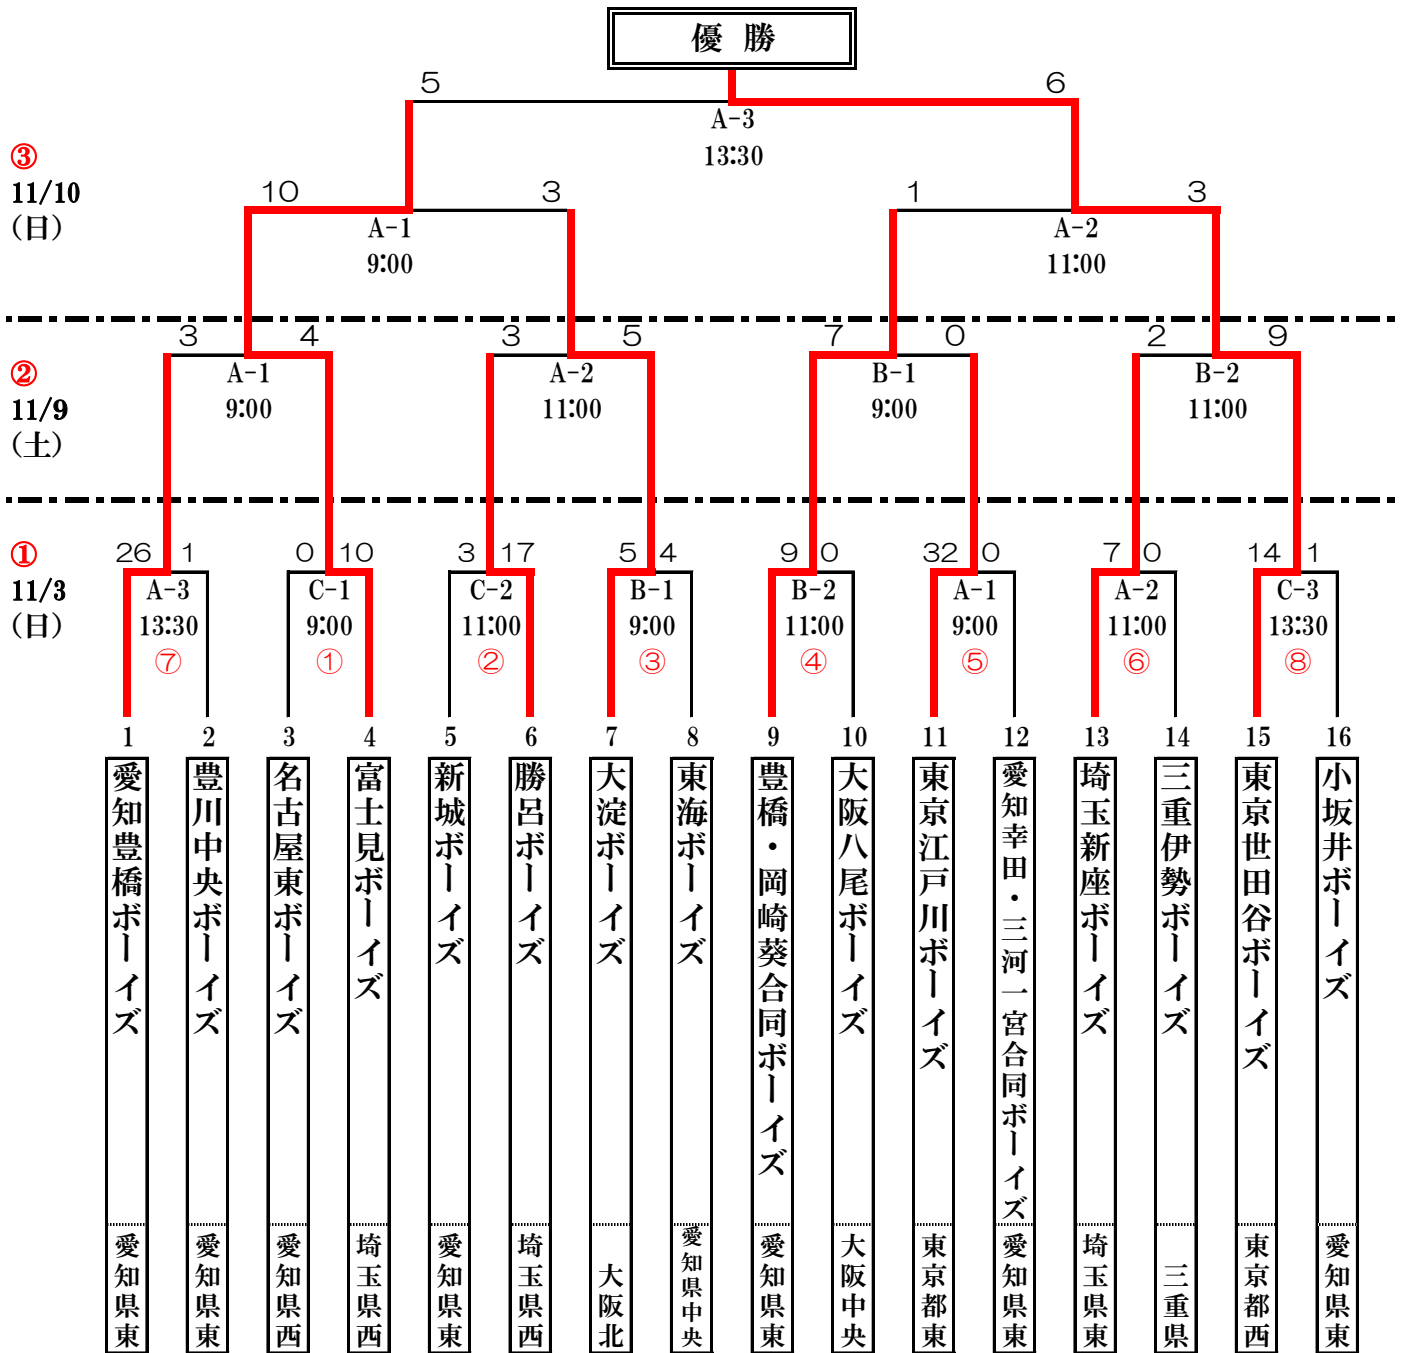 優 勝
5 6
A-3
13:30
③
11/10
(日)
10 3 1 3
A-1 A-2
9:00 11:00
3 4 3 5 7 0 2 9
②
11/9
(土)
A-1 A-2 B-1 B-2
9:00 11:00 9:00 11:00
①
11/3
(日)
26 1 0 10 3 17 5 4 9 0 32 0 7 0 14 1
A-3 C-1 C-2 B-1 B-2 A-1 A-2 C-3
13:30 9:00 11:00 9:00 11:00 9:00 11:00 13:30
⑦ ① ② ③ ④ ⑤ ⑥ ⑧
1 2 3 4 5 6 7 8 9 10 11 12 13 14 15 16
愛知豊橋ボーイズ
豊川中央ボーイズ
名古屋東ボーイズ
富士見ボーイズ
新城ボーイズ
勝呂ボーイズ
大淀ボーイズ
東海ボーイズ
豊橋・岡崎葵合同ボーイズ
大阪八尾ボーイズ
東京江戸川ボーイズ
愛知幸田・三河一宮合同ボーイズ
埼玉新座ボーイズ
三重伊勢ボーイズ
東京世田谷ボーイズ
小坂井ボーイズ
愛知県東
愛知県東
愛知県西
埼玉県西
愛知県東
埼玉県西
大阪北
愛知県中央
愛知県東
大阪中央
東京都東
愛知県東
埼玉県東
三重県
東京都西
愛知県東